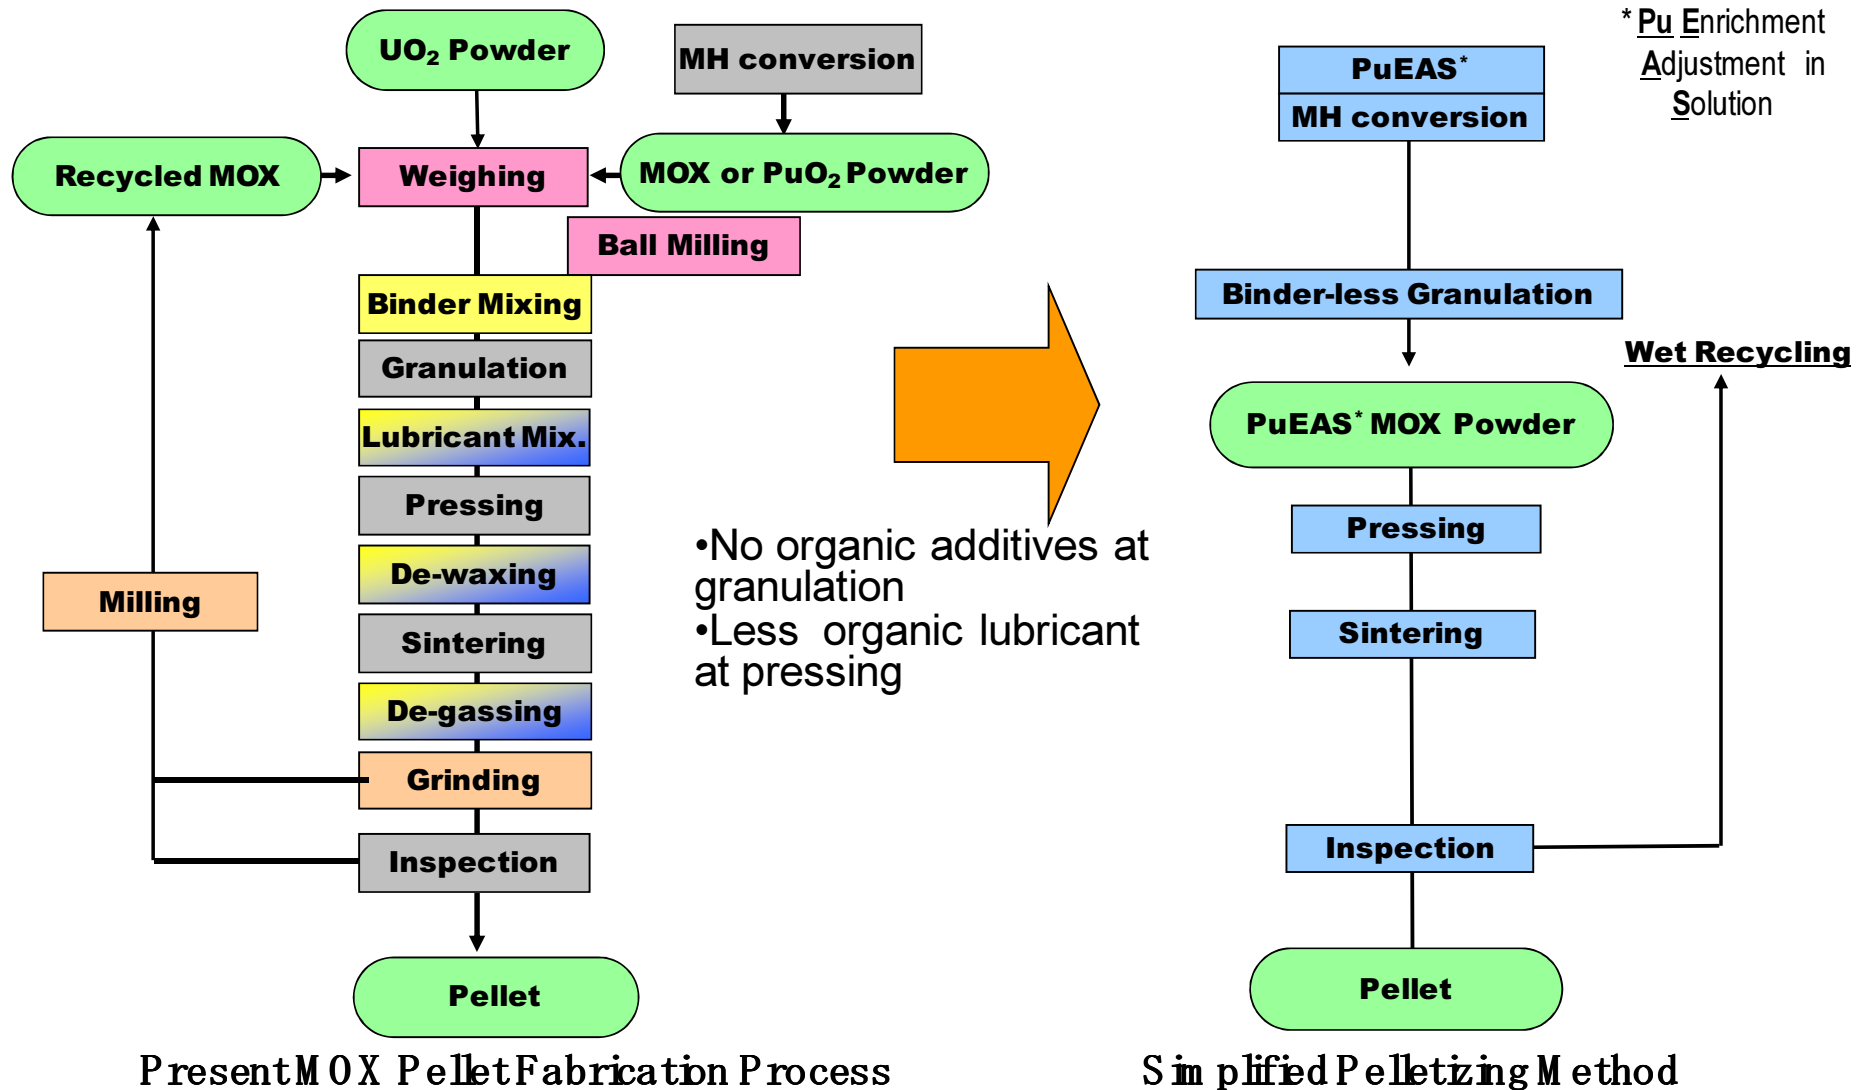 UO₂ Powder
MH conversion
Recycled MOX
Weighing
MOX or PuO₂ Powder
Ball Milling
Binder Mixing
Granulation
Lubricant Mix.
Pressing
De-waxing
Milling
Sintering
De-gassing
Grinding
Inspection
Pellet
Present MOX Pellet Fabrication Process
•No organic additives at
granulation
•Less organic lubricant
at pressing
* Pu Enrichment
Adjustment in
Solution
PuEAS*
MH conversion
Binder-less Granulation
Wet Recycling
PuEAS* MOX Powder
Pressing
Sintering
Inspection
Pellet
Simplified Pelletizing Method